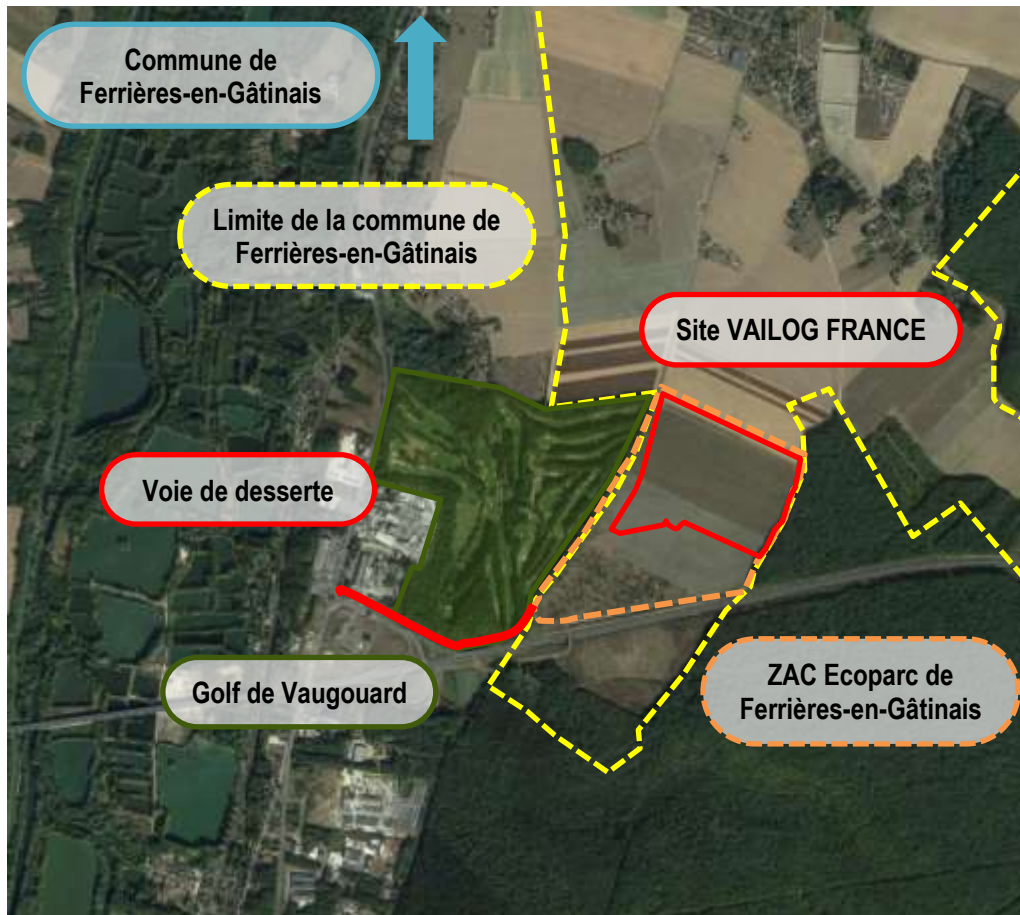 Commune de
Ferrières-en-Gâtinais
Limite de la commune de
Ferrières-en-Gâtinais
Site VAILOG FRANCE
Voie de desserte
Golf de Vaugouard
ZAC Ecoparc de
Ferrières-en-Gâtinais